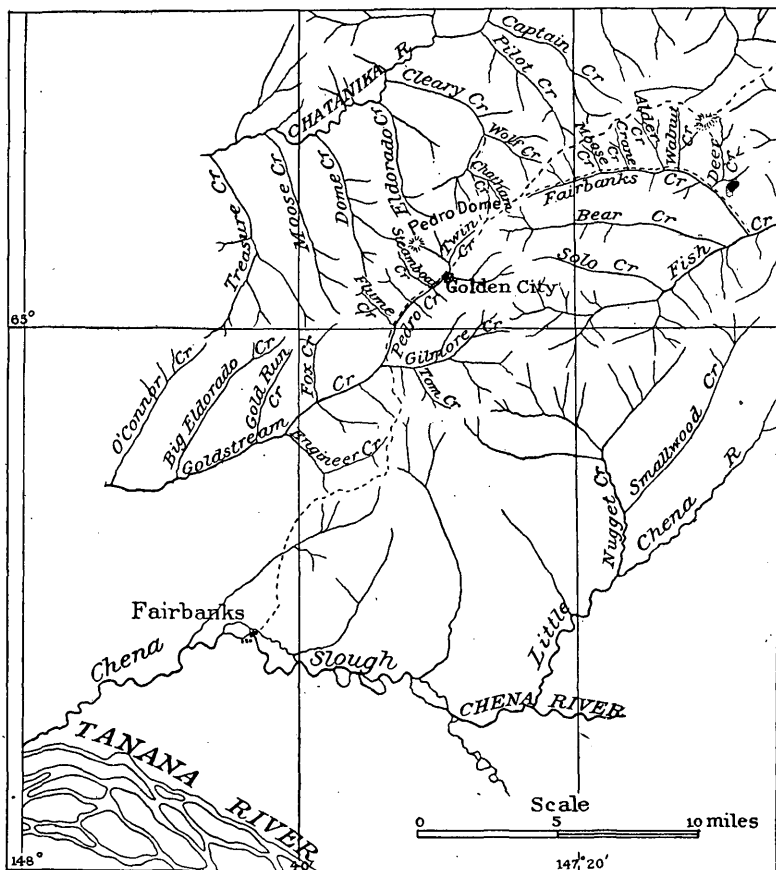 Captain Cr
Pilot Cr
CHATANIKA R
Cleary Cr
Wolf Cr
Chatham Cr
Moose Cr
Crane Cr
Alder Cr
Walnut Cr
Deer Cr
Fairbanks Cr
Treasure Cr
Moose Cr
Dome Cr
Eldorado Cr
Pedro Dome
Twin Cr
Steamboat Cr
Bear Cr
Solo Cr
Fish Cr
Golden City
Flume Cr
Pedro Cr
65°
Gilmore Cr
Tom Cr
O'Connor Cr
Big Eldorado Cr
Gold Run Cr
Fox Cr
Goldstream Cr
Engineer Cr
Smallwood Cr
Nugget Cr
Little Chena R
Fairbanks
Chena Slough
CHENA RIVER
TANANA RIVER
Scale
0 5 10 miles
148°
40'
147°20'